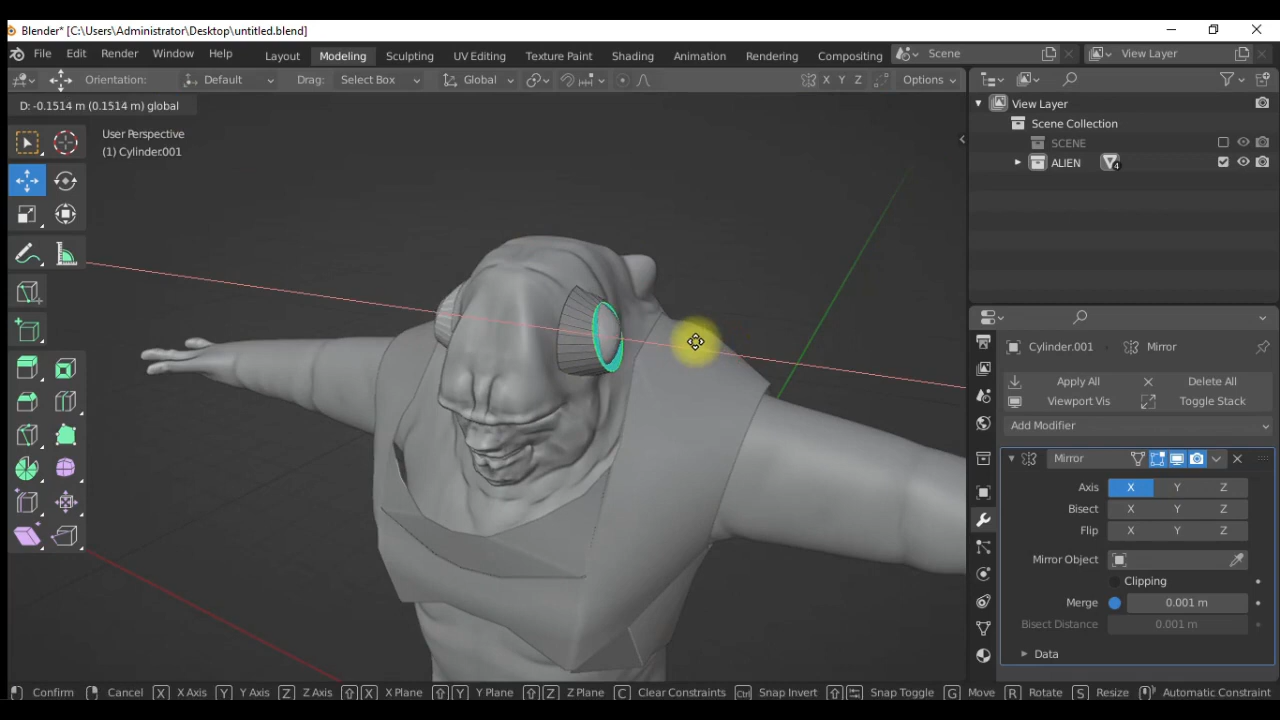 Blender* [C:\Users\Administrator\Desktop\untitled.blend]
File Edit Render Window Help Layout Modeling Sculpting UV Editing Texture Paint Shading Animation Rendering Compositing Scene View Layer
Orientation: Default Drag: Select Box Global X Y Z Options
D: -0.1514 m (0.1514 m) global
User Perspective
(1) Cylinder.001
View Layer
Scene Collection
SCENE
ALIEN 4
Cylinder.001 Mirror
Apply All Delete All
Viewport Vis Toggle Stack
Add Modifier
Mirror
Axis X Y Z
Bisect X Y Z
Flip X Y Z
Mirror Object
Clipping
Merge 0.001 m
Bisect Distance 0.001 m
Data
Confirm Cancel X X Axis Y Y Axis Z Z Axis X X Plane Y Y Plane Z Z Plane C Clear Constraints Ctrl Snap Invert Snap Toggle G Move R Rotate S Resize Automatic Constraint